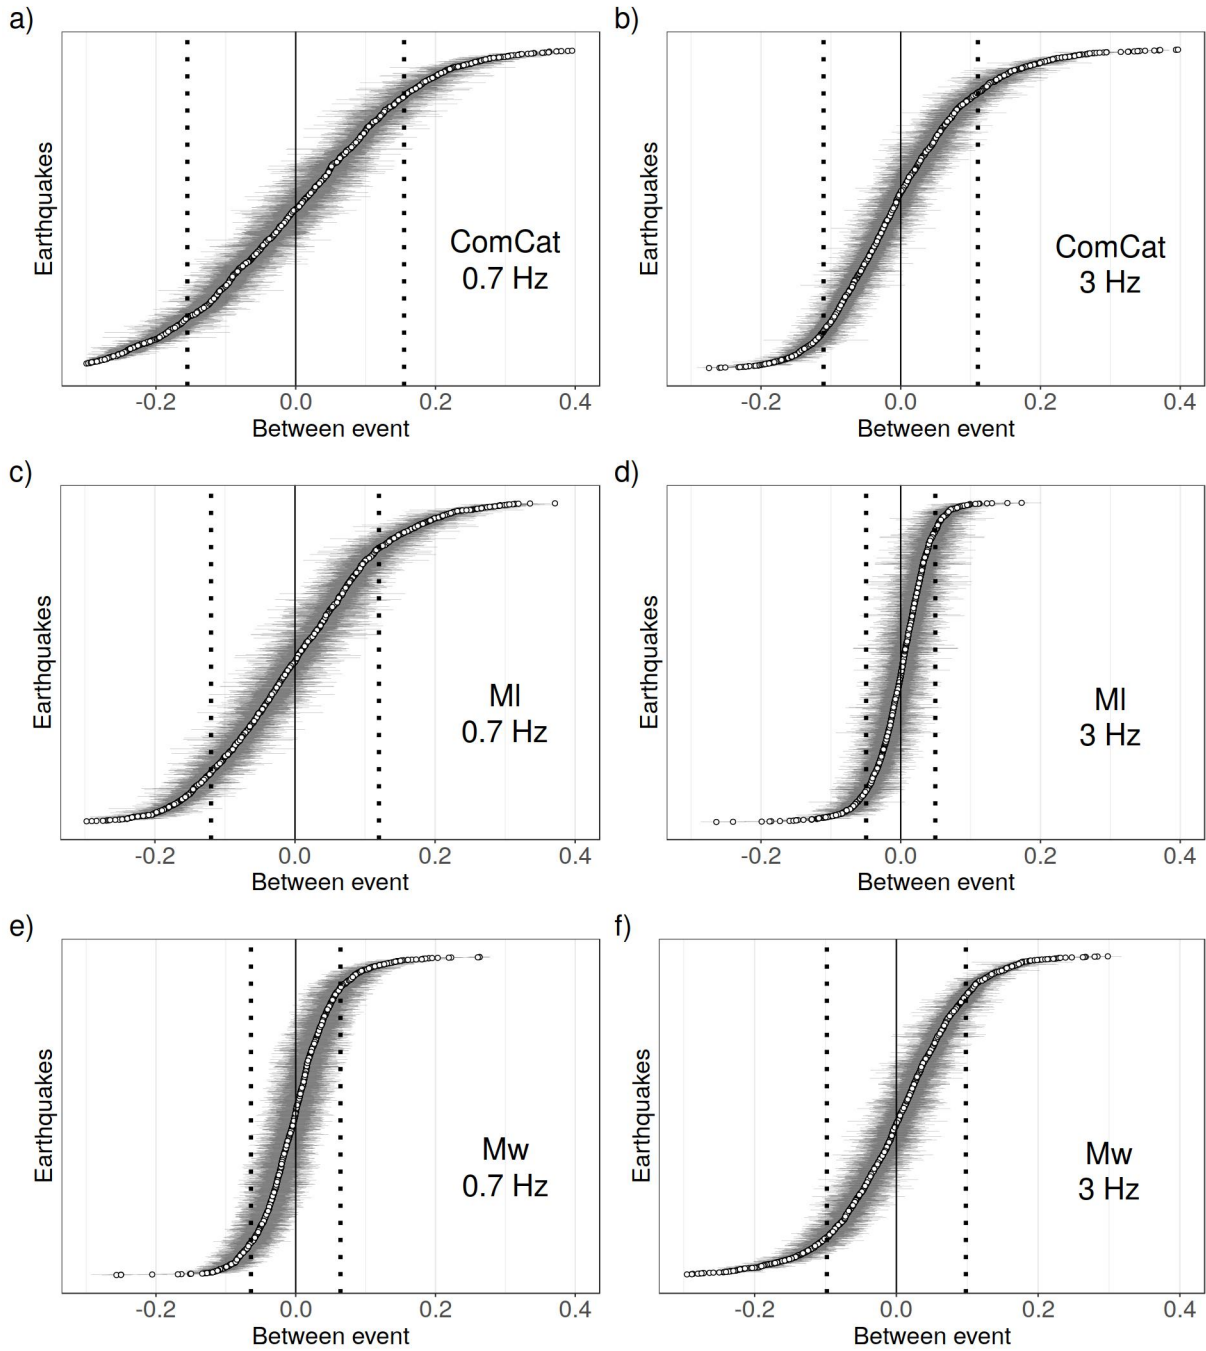 a)
Earthquakes
ComCat
0.7 Hz
-0.2 0.0 0.2 0.4
Between event
b)
Earthquakes
ComCat
3 Hz
-0.2 0.0 0.2 0.4
Between event
c)
Earthquakes
Ml
0.7 Hz
-0.2 0.0 0.2 0.4
Between event
d)
Earthquakes
Ml
3 Hz
-0.2 0.0 0.2 0.4
Between event
e)
Earthquakes
Mw
0.7 Hz
-0.2 0.0 0.2 0.4
Between event
f)
Earthquakes
Mw
3 Hz
-0.2 0.0 0.2 0.4
Between event